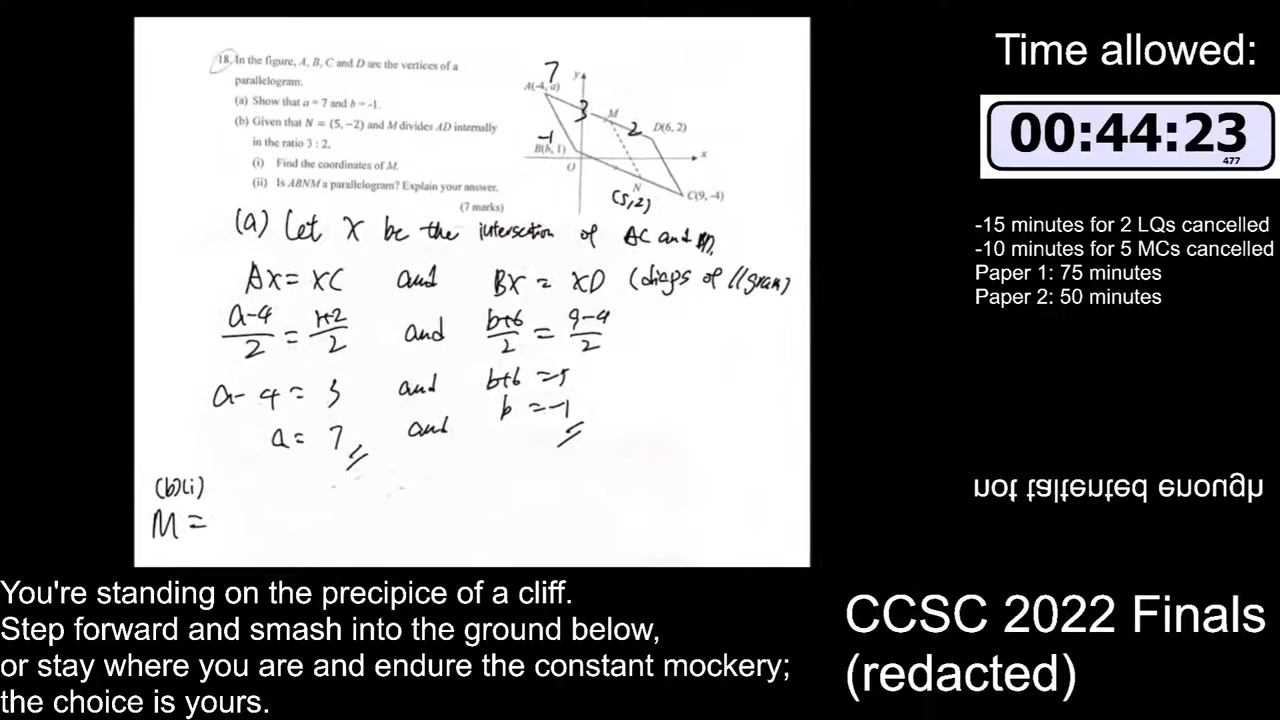 18. In the figure, A, B, C and D are the vertices of a
parallelogram.
(a) Show that a = 7 and b = -1.
(b) Given that N = (5, -2) and M divides AD internally
in the ratio 3 : 2.
(i) Find the coordinates of M.
(ii) Is ABNM a parallelogram? Explain your answer.
(7 marks)
7
y
A(-4, a)
3
M
2
D(6, 2)
-1
B(b, 1)
x
O
N
C(9, -4)
(5,2)
(a) Let X be the intersection of AC and BD.
AX = XC and BX = XD (diags of //gram)
a-4/2 = 1+2/2 and b+6/2 = 9-4/2
a-4 = 3 and b+6 = 5
b = -1
a = 7 and
(b)(i)
M =
Time allowed:
00:44:23
477
-15 minutes for 2 LQs cancelled
-10 minutes for 5 MCs cancelled
Paper 1: 75 minutes
Paper 2: 50 minutes
not taltented enough
You're standing on the precipice of a cliff.
Step forward and smash into the ground below,
or stay where you are and endure the constant mockery;
the choice is yours.
CCSC 2022 Finals
(redacted)